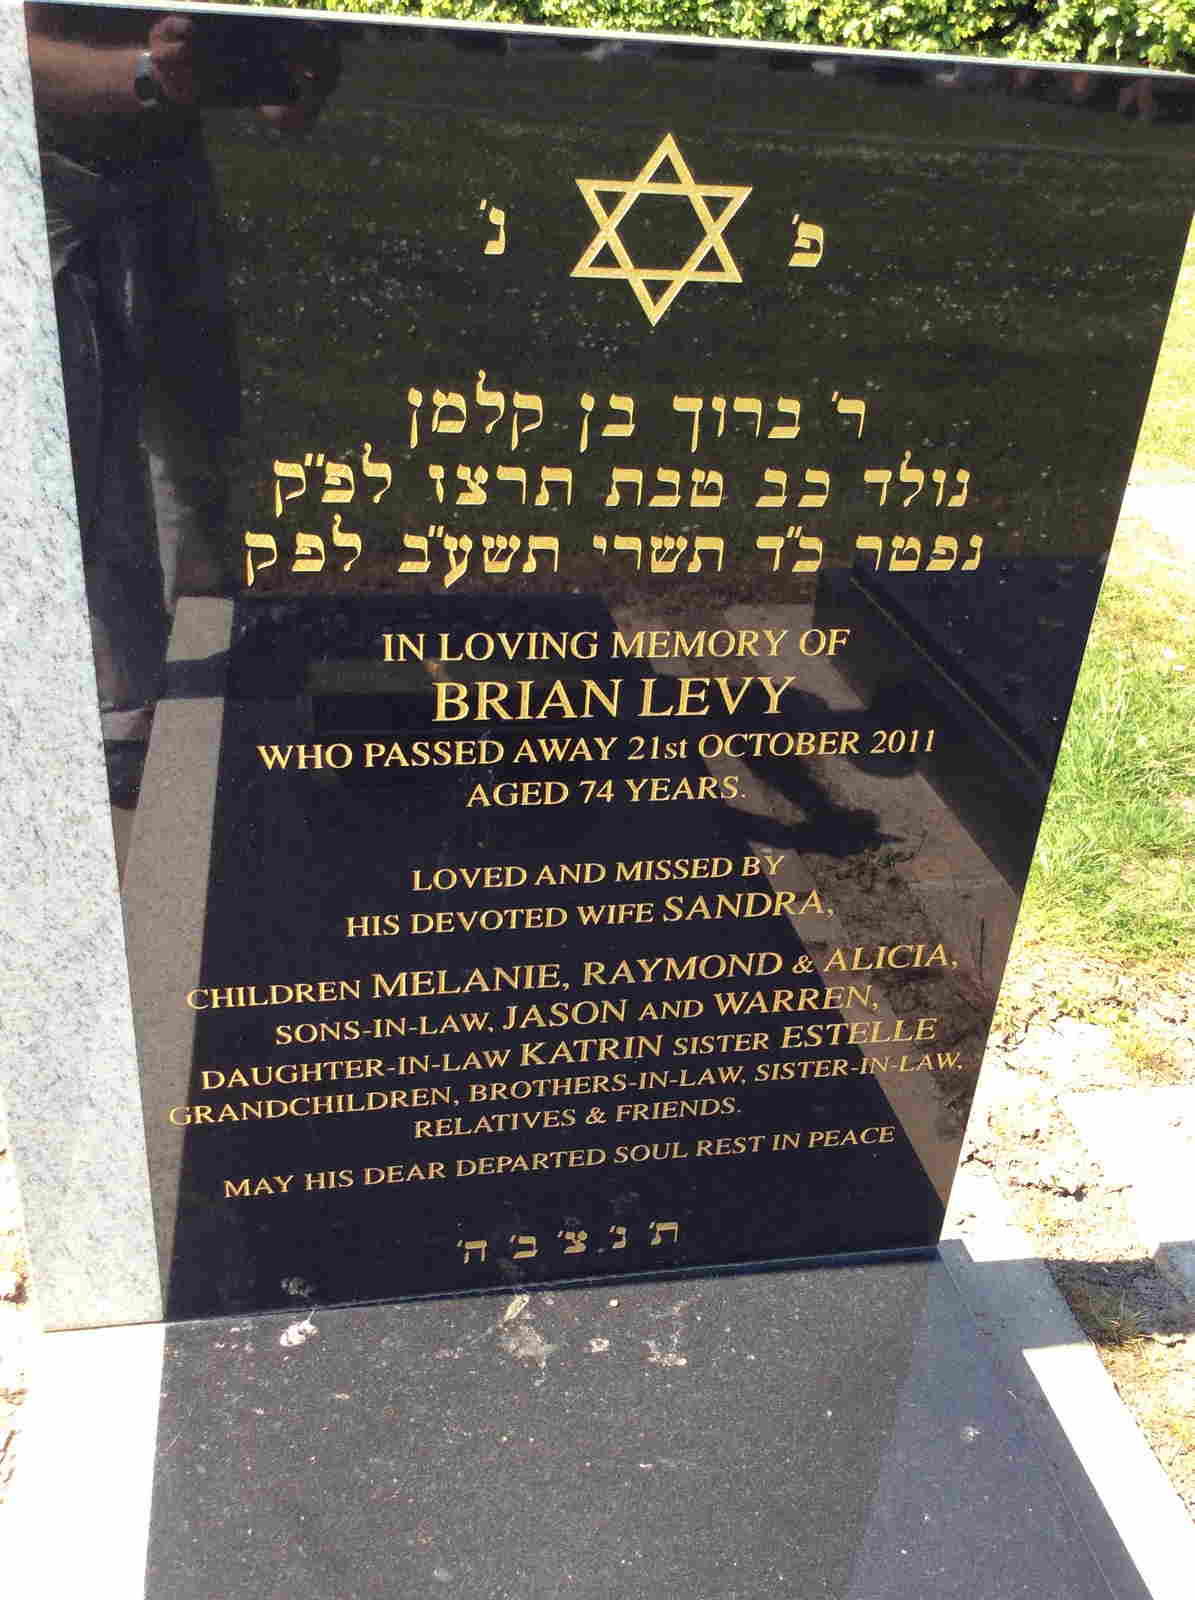 פ' נ'
ר' ברוך בן קלמן
נולד כב טבת תרצז לפ"ק
נפטר כ"ד תשרי תשע"ב לפק
IN LOVING MEMORY OF
BRIAN LEVY
WHO PASSED AWAY 21st OCTOBER 2011
AGED 74 YEARS.
LOVED AND MISSED BY
HIS DEVOTED WIFE SANDRA,
CHILDREN MELANIE, RAYMOND & ALICIA,
SONS-IN-LAW, JASON AND WARREN,
DAUGHTER-IN-LAW KATRIN SISTER ESTELLE
GRANDCHILDREN, BROTHERS-IN-LAW, SISTER-IN-LAW,
RELATIVES & FRIENDS.
MAY HIS DEAR DEPARTED SOUL REST IN PEACE
ת' נ' צ' ב' ה'